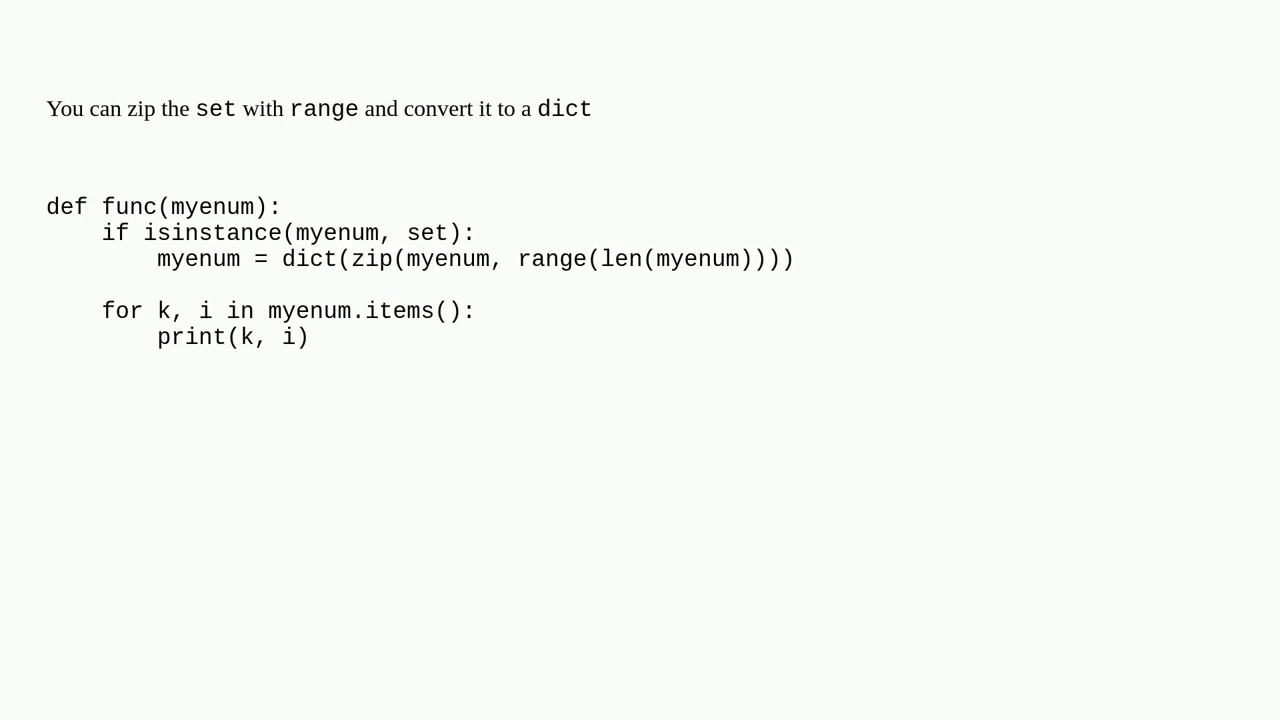 You can zip the set with range and convert it to a dict
def func(myenum):
    if isinstance(myenum, set):
        myenum = dict(zip(myenum, range(len(myenum))))
    for k, i in myenum.items():
        print(k, i)